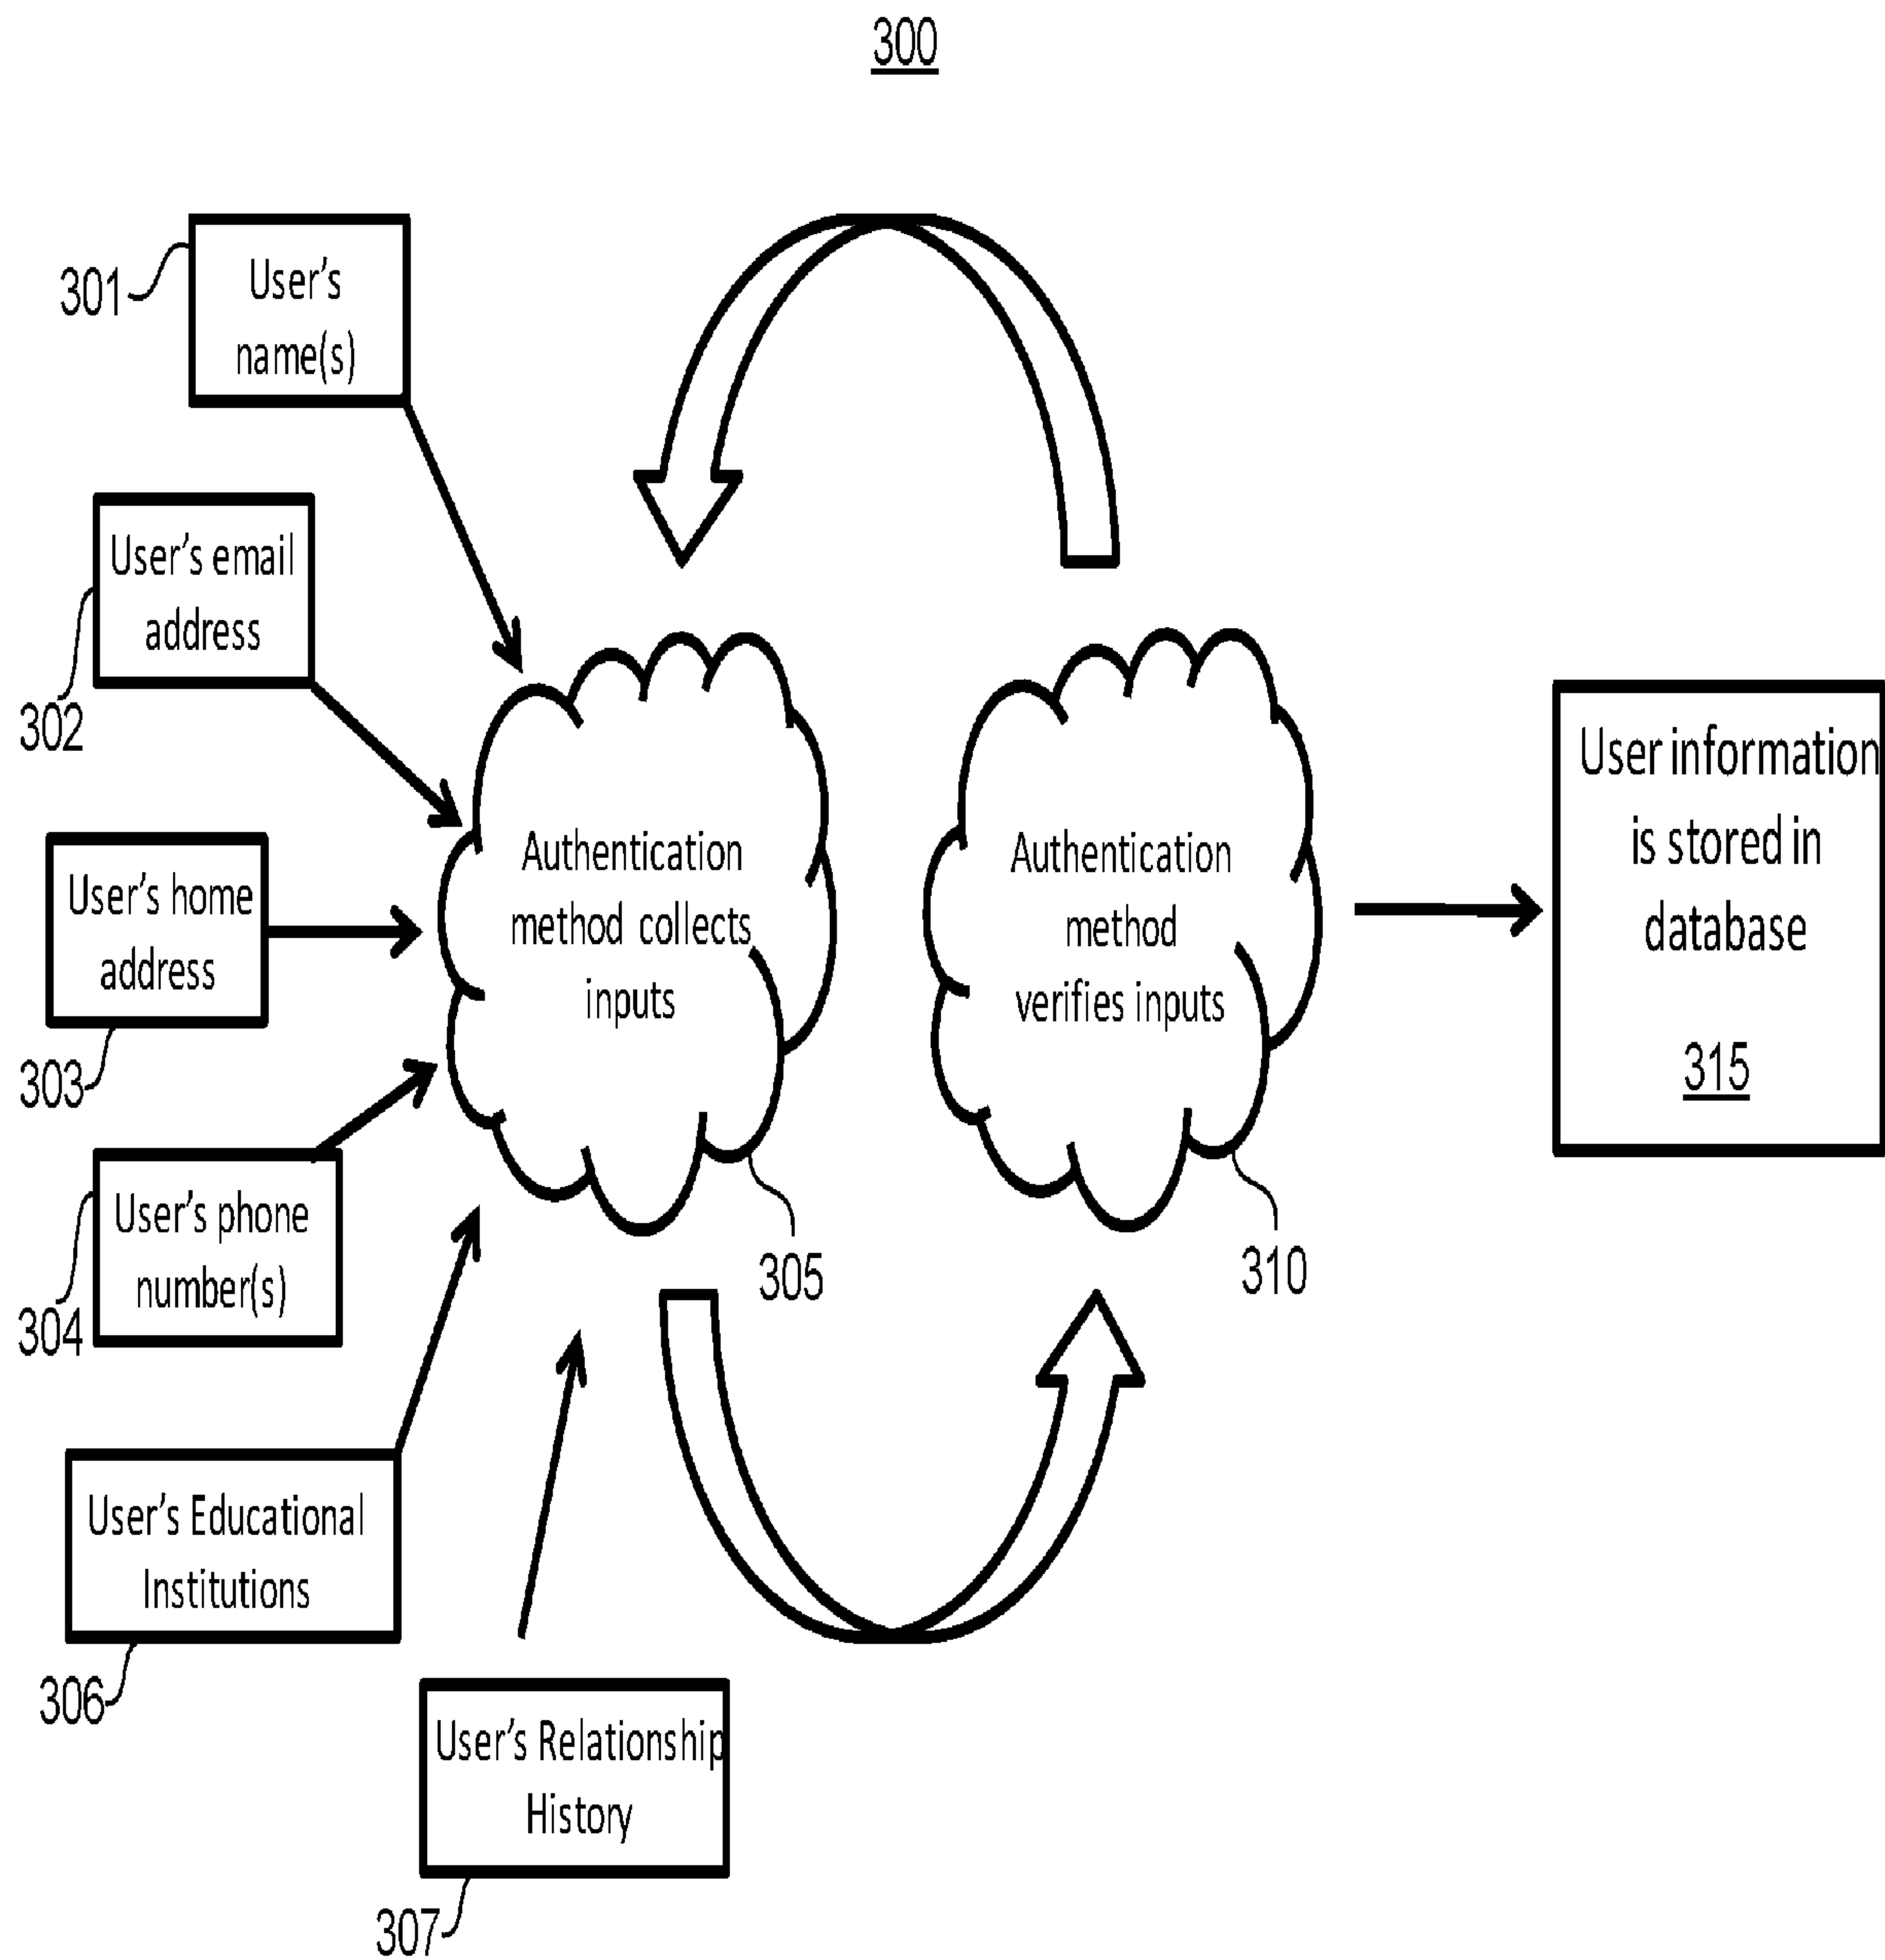 300
301
User's
name(s)
User's email
address
302
User's home
address
303
User's phone
number(s)
304
User's Educational
Institutions
306
User's Relationship
History
307
Authentication
method collects
inputs
305
Authentication
method
verifies inputs
310
User information
is stored in
database
315